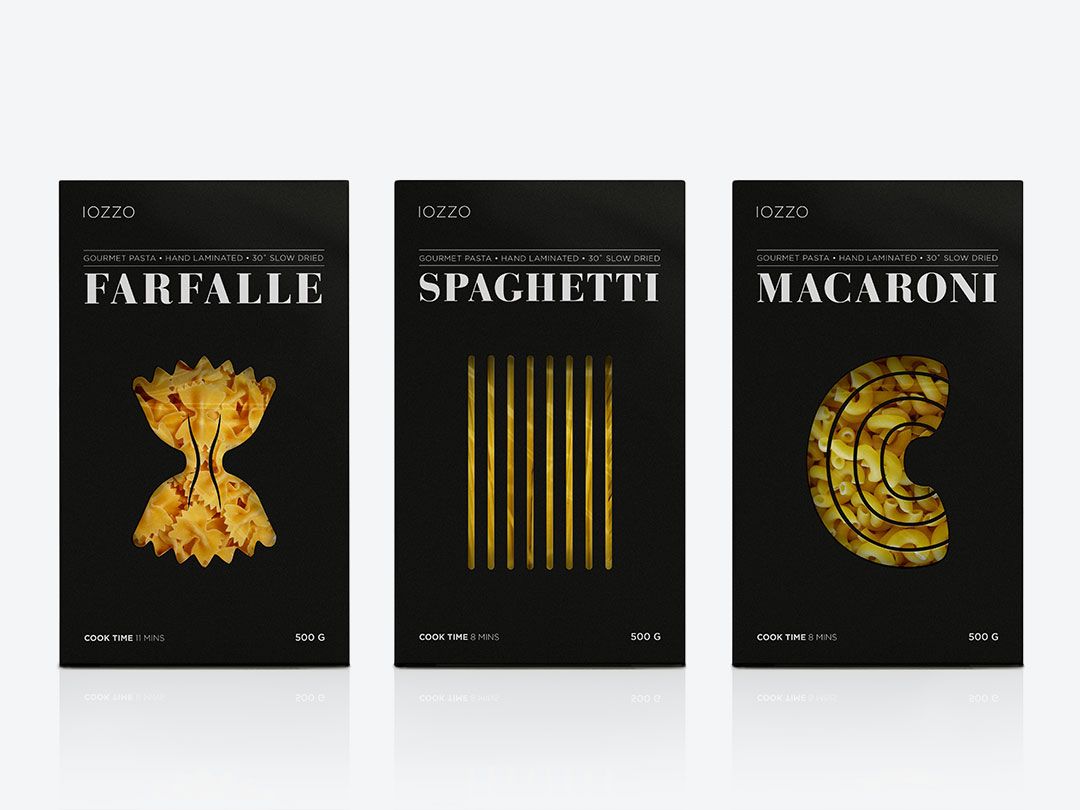 IOZZO
GOURMET PASTA • HAND LAMINATED • 30° SLOW DRIED
FARFALLE
COOK TIME 11 MINS
500 G
IOZZO
GOURMET PASTA • HAND LAMINATED • 30° SLOW DRIED
SPAGHETTI
COOK TIME 8 MINS
500 G
IOZZO
GOURMET PASTA • HAND LAMINATED • 30° SLOW DRIED
MACARONI
COOK TIME 8 MINS
500 G